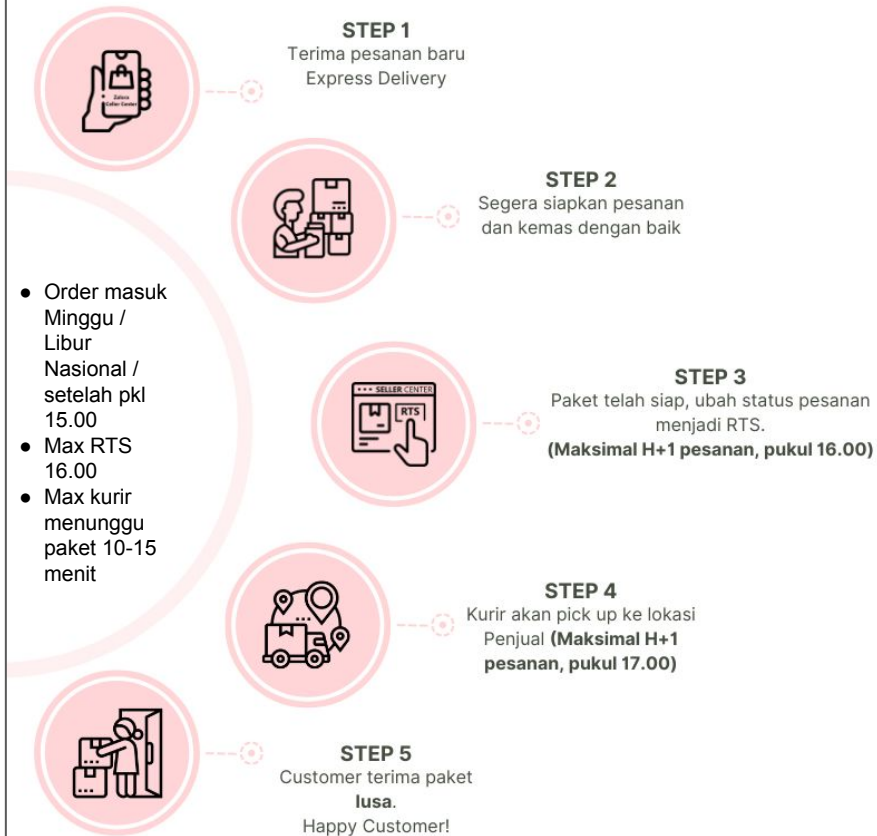 STEP 1
Terima pesanan baru
Express Delivery
Zalora
Seller Center
STEP 2
Segera siapkan pesanan
dan kemas dengan baik
● Order masuk
Minggu /
Libur
Nasional /
setelah pkl
15.00
● Max RTS
16.00
● Max kurir
menunggu
paket 10-15
menit
SELLER CENTER
RTS
STEP 3
Paket telah siap, ubah status pesanan
menjadi RTS.
(Maksimal H+1 pesanan, pukul 16.00)
STEP 4
Kurir akan pick up ke lokasi
Penjual (Maksimal H+1
pesanan, pukul 17.00)
STEP 5
Customer terima paket
lusa.
Happy Customer!